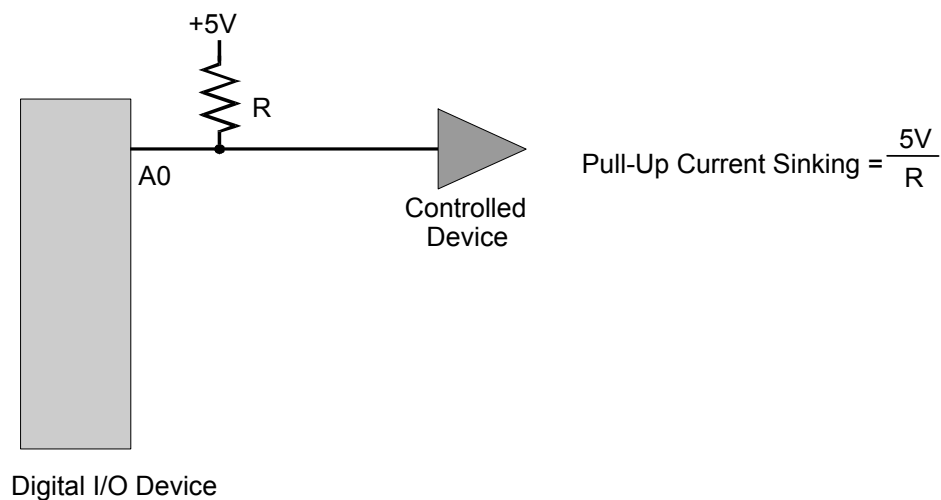 +5V
R
A0
Controlled
Device
Pull-Up Current Sinking = 5V
R
Digital I/O Device